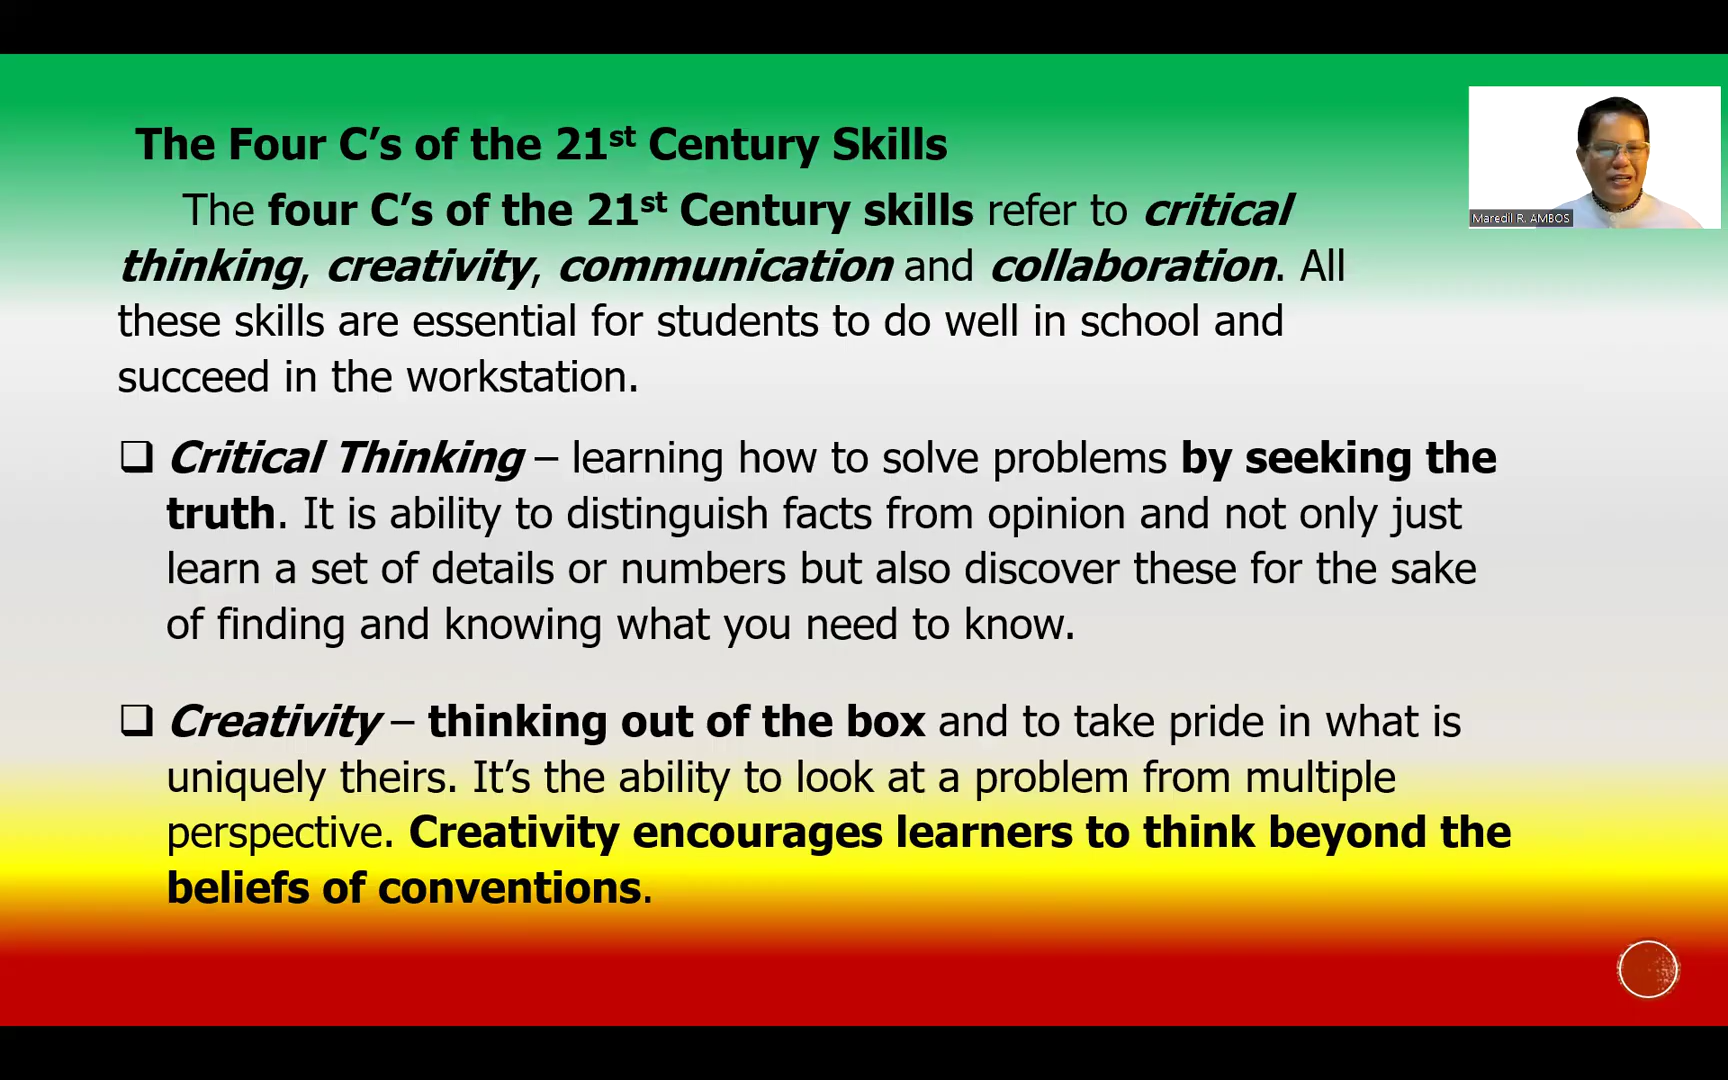 The Four C’s of the 21st Century Skills
Maredil R. AMBOS
The four C’s of the 21st Century skills refer to critical
thinking, creativity, communication and collaboration. All
these skills are essential for students to do well in school and
succeed in the workstation.
❑ Critical Thinking – learning how to solve problems by seeking the
truth. It is ability to distinguish facts from opinion and not only just
learn a set of details or numbers but also discover these for the sake
of finding and knowing what you need to know.
❑ Creativity – thinking out of the box and to take pride in what is
uniquely theirs. It’s the ability to look at a problem from multiple
perspective. Creativity encourages learners to think beyond the
beliefs of conventions.